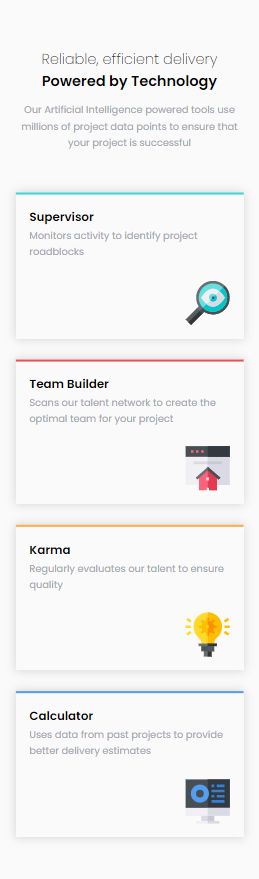 Reliable, efficient delivery
Powered by Technology
Our Artificial Intelligence powered tools use
millions of project data points to ensure that
your project is successful
Supervisor
Monitors activity to identify project
roadblocks
Team Builder
Scans our talent network to create the
optimal team for your project
Karma
Regularly evaluates our talent to ensure
quality
Calculator
Uses data from past projects to provide
better delivery estimates